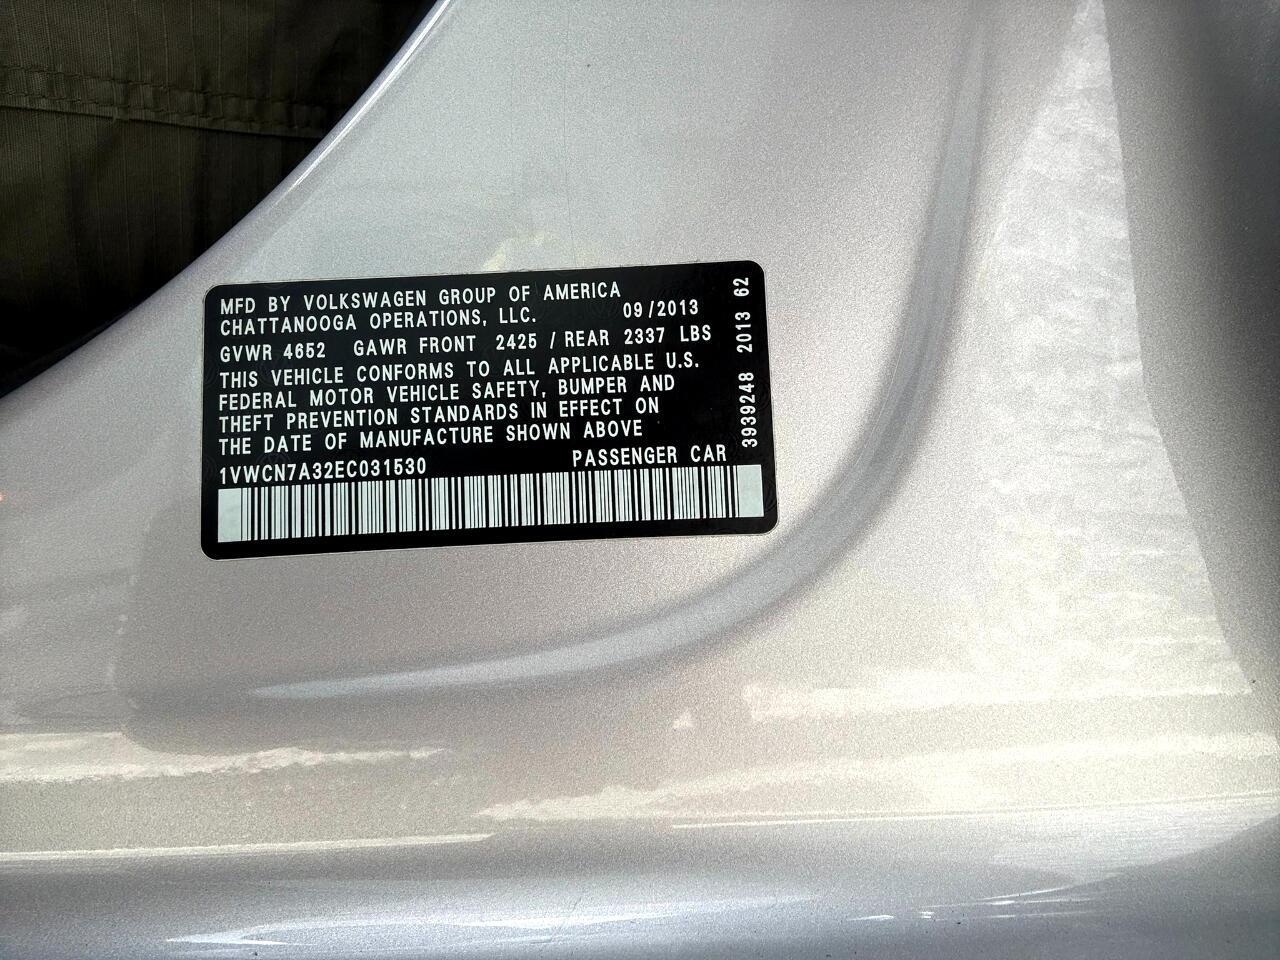 MFD BY VOLKSWAGEN GROUP OF AMERICA
CHATTANOOGA OPERATIONS, LLC. 09/2013
GVWR 4652 GAWR FRONT 2425 / REAR 2337 LBS
THIS VEHICLE CONFORMS TO ALL APPLICABLE U.S.
FEDERAL MOTOR VEHICLE SAFETY, BUMPER AND
THEFT PREVENTION STANDARDS IN EFFECT ON
THE DATE OF MANUFACTURE SHOWN ABOVE
1VWCN7A32EC031530 PASSENGER CAR
3939248 2013 62